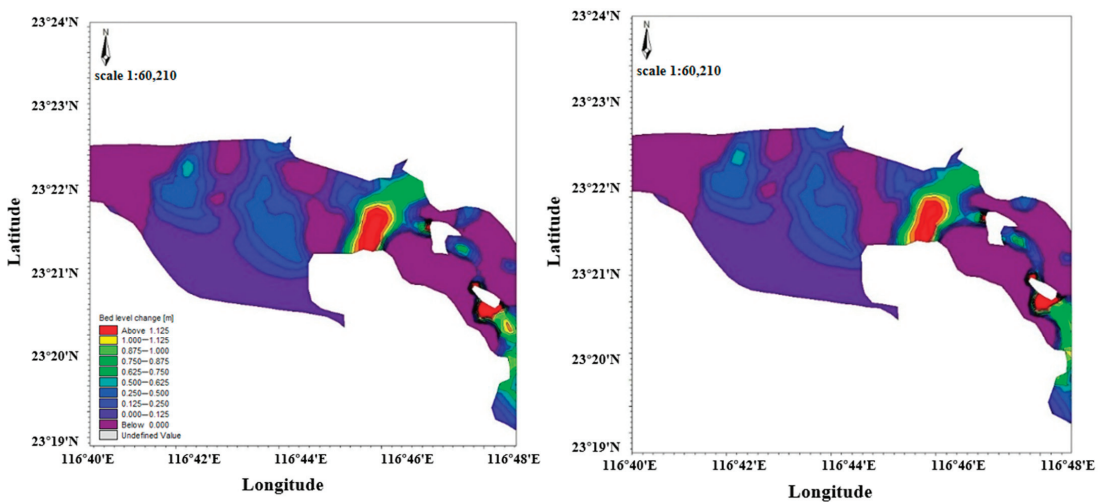 23°24'N
N
scale 1:60,210
23°23'N
23°22'N
Latitude
23°21'N
23°20'N
23°19'N
Bed level change [m]
Above 1.125
1.000–1.125
0.875–1.000
0.750–0.875
0.625–0.750
0.500–0.625
0.250–0.500
0.125–0.250
0.000–0.125
Below 0.000
Undefined Value
116°40'E 116°42'E 116°44'E 116°46'E 116°48'E
Longitude
23°24'N
N
scale 1:60,210
23°23'N
23°22'N
Latitude
23°21'N
23°20'N
23°19'N
116°40'E 116°42'E 116°44'E 116°46'E 116°48'E
Longitude